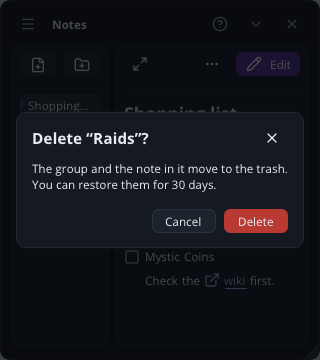 Notes
Edit
Shopping...
Shopping list
Delete “Raids”?
The group and the note in it move to the trash.
You can restore them for 30 days.
Cancel
Delete
Mystic Coins
Check the wiki first.